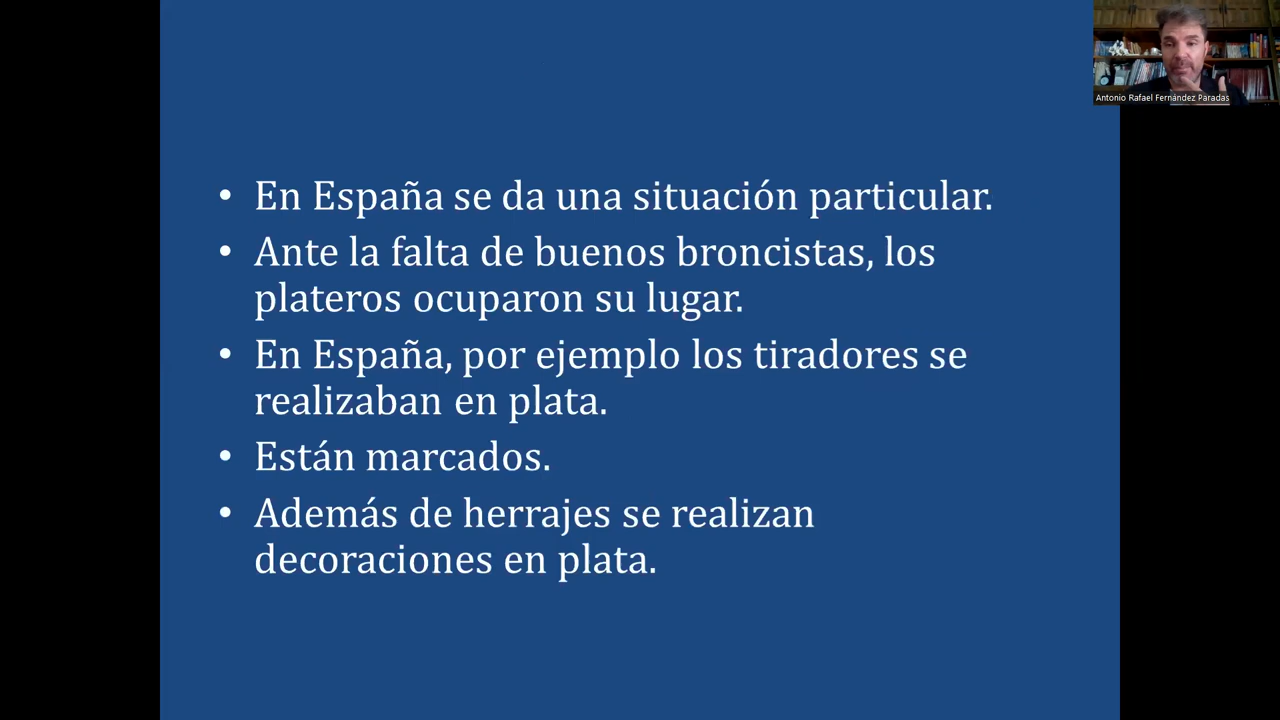 Antonio Rafael Fernández Paradas
• En España se da una situación particular.
• Ante la falta de buenos broncistas, los
plateros ocuparon su lugar.
• En España, por ejemplo los tiradores se
realizaban en plata.
• Están marcados.
• Además de herrajes se realizan
decoraciones en plata.